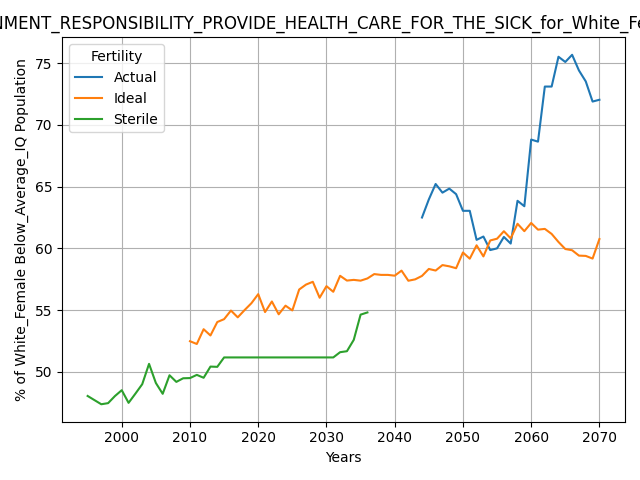 NMENT_RESPONSIBILITY_PROVIDE_HEALTH_CARE_FOR_THE_SICK_for_White_Fe
Fertility
Actual
Ideal
Sterile
% of White_Female Below_Average_IQ Population
75
70
65
60
55
50
2000
2010
2020
2030
2040
2050
2060
2070
Years